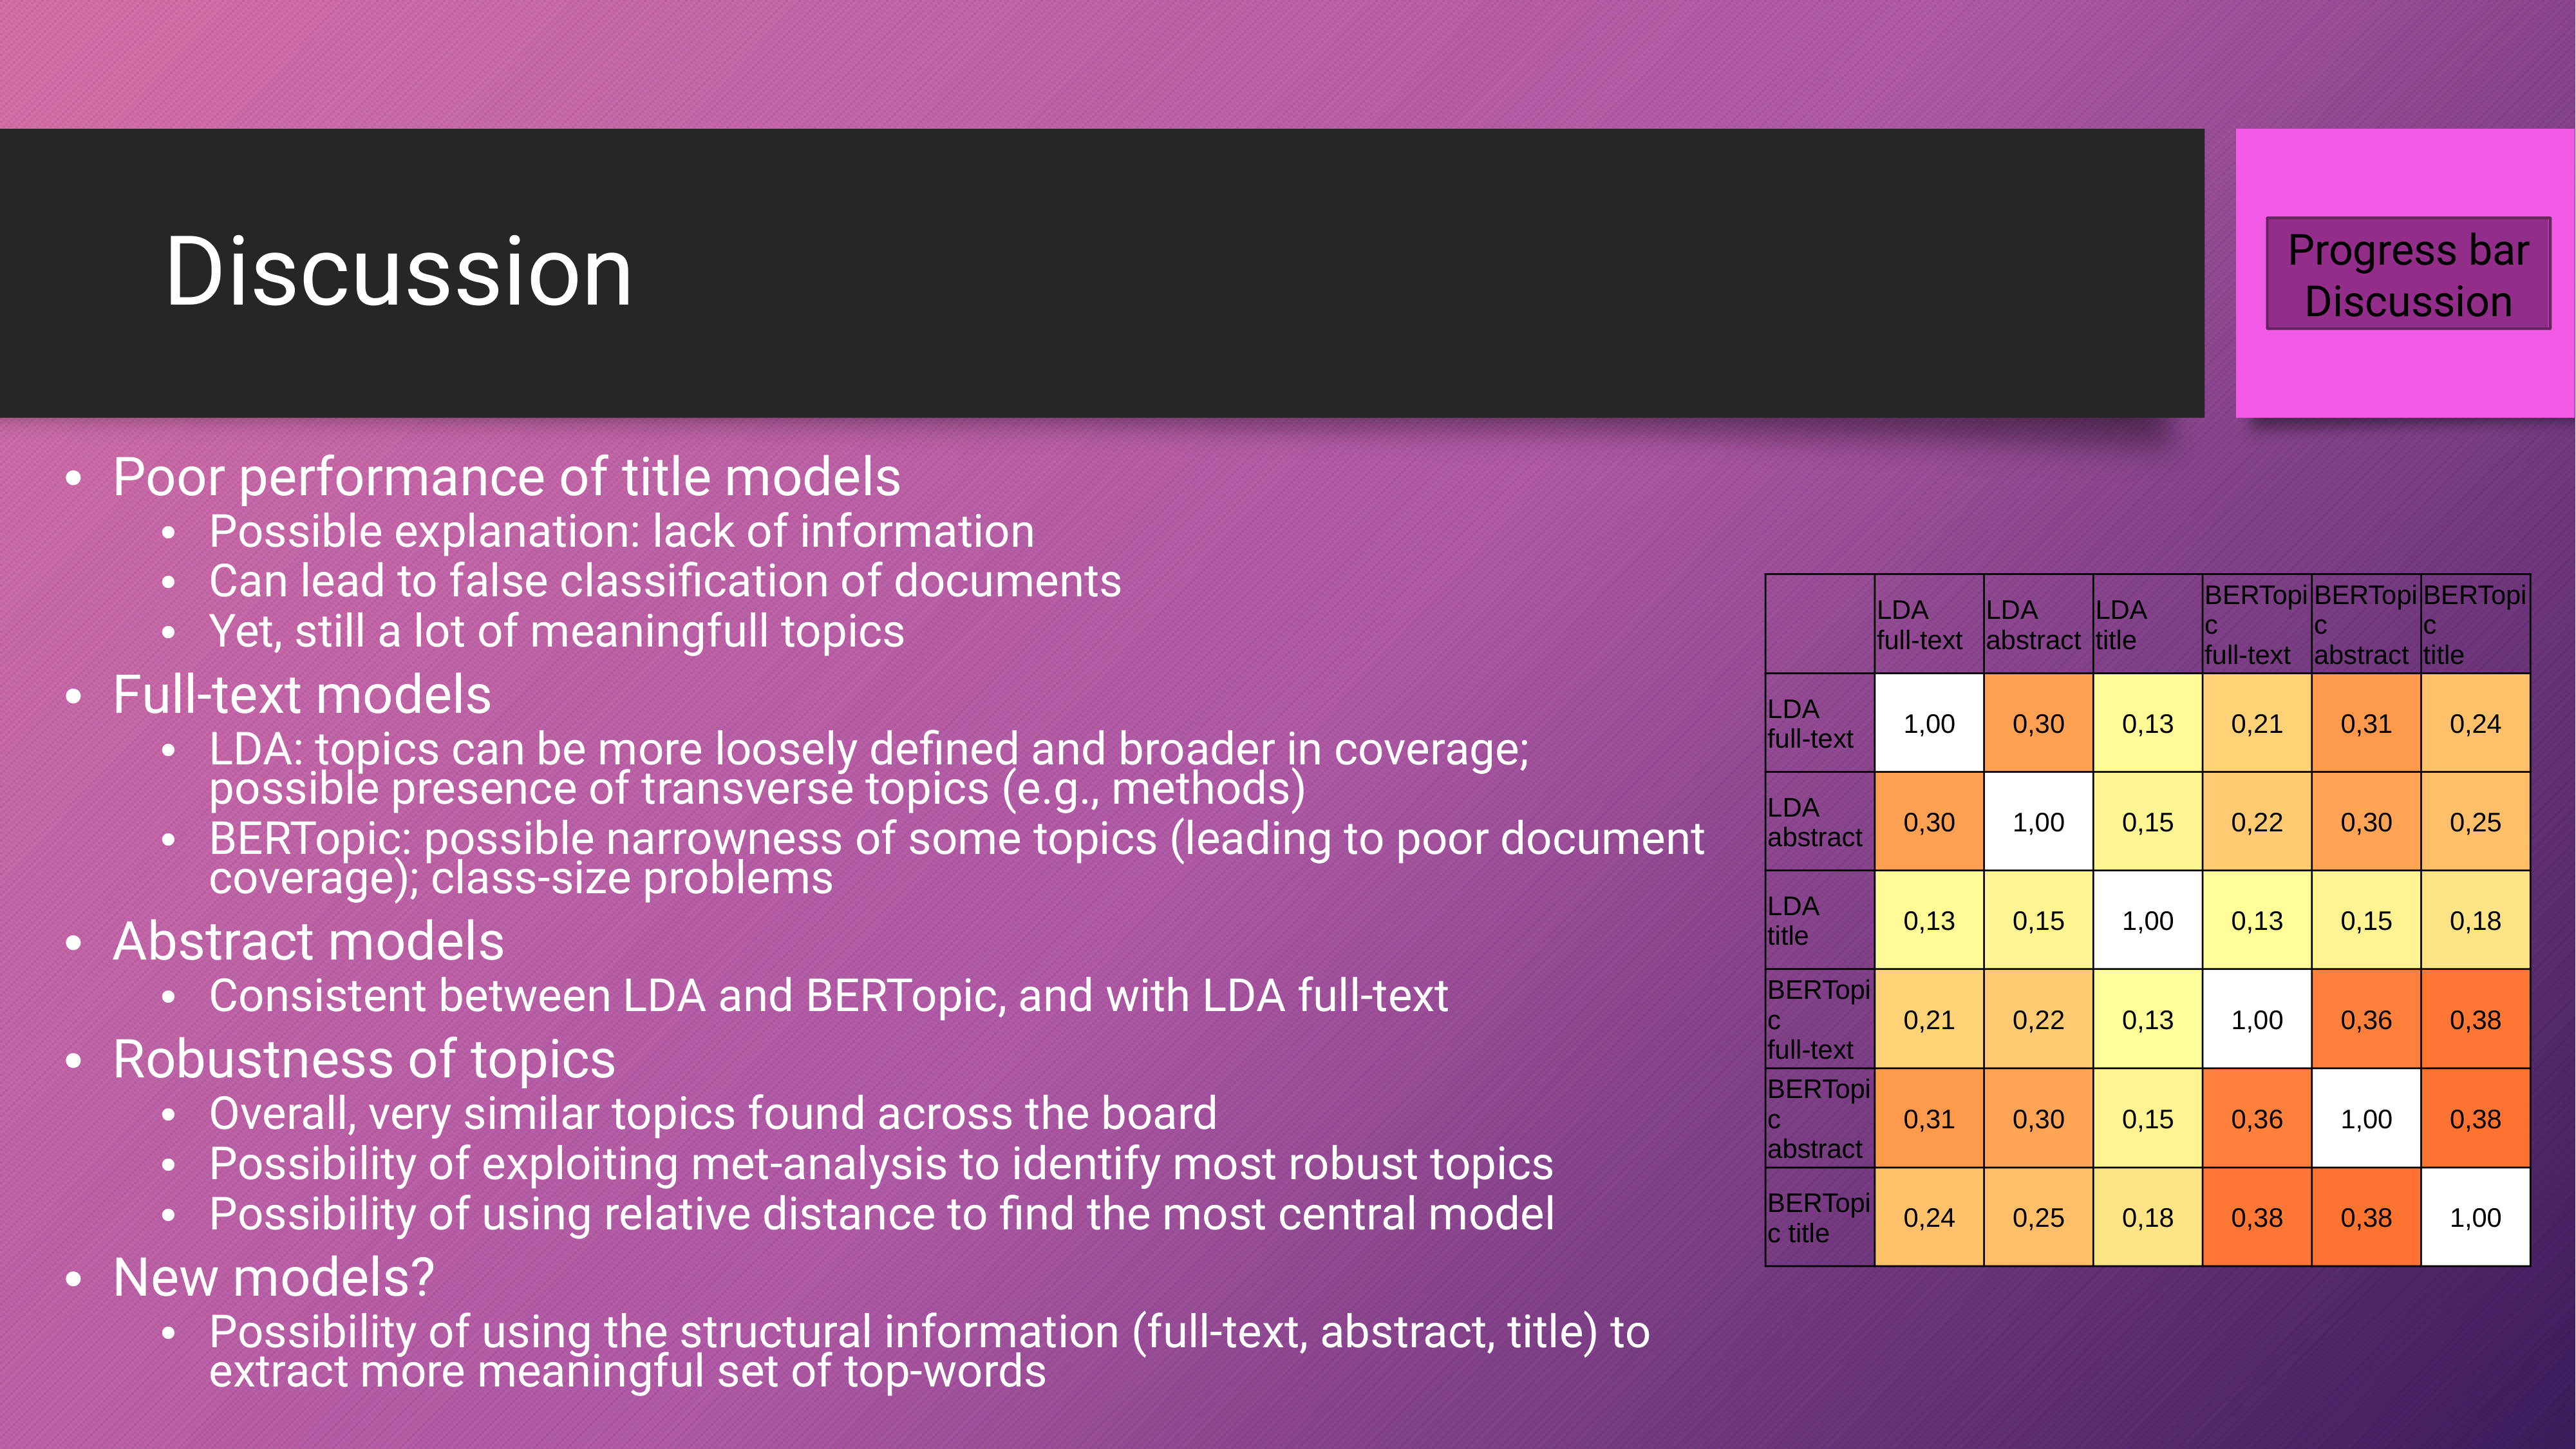 Discussion
Progress bar
Discussion
• Poor performance of title models
• Possible explanation: lack of information
• Can lead to false classification of documents
• Yet, still a lot of meaningfull topics
• Full-text models
• LDA: topics can be more loosely defined and broader in coverage;
possible presence of transverse topics (e.g., methods)
• BERTopic: possible narrowness of some topics (leading to poor document
coverage); class-size problems
• Abstract models
• Consistent between LDA and BERTopic, and with LDA full-text
• Robustness of topics
• Overall, very similar topics found across the board
• Possibility of exploiting met-analysis to identify most robust topics
• Possibility of using relative distance to find the most central model
• New models?
• Possibility of using the structural information (full-text, abstract, title) to
extract more meaningful set of top-words
LDA full-text LDA abstract LDA title BERTopic full-text BERTopic abstract BERTopic title
LDA full-text 1,00 0,30 0,13 0,21 0,31 0,24
LDA abstract 0,30 1,00 0,15 0,22 0,30 0,25
LDA title 0,13 0,15 1,00 0,13 0,15 0,18
BERTopic full-text 0,21 0,22 0,13 1,00 0,36 0,38
BERTopic abstract 0,31 0,30 0,15 0,36 1,00 0,38
BERTopic title 0,24 0,25 0,18 0,38 0,38 1,00